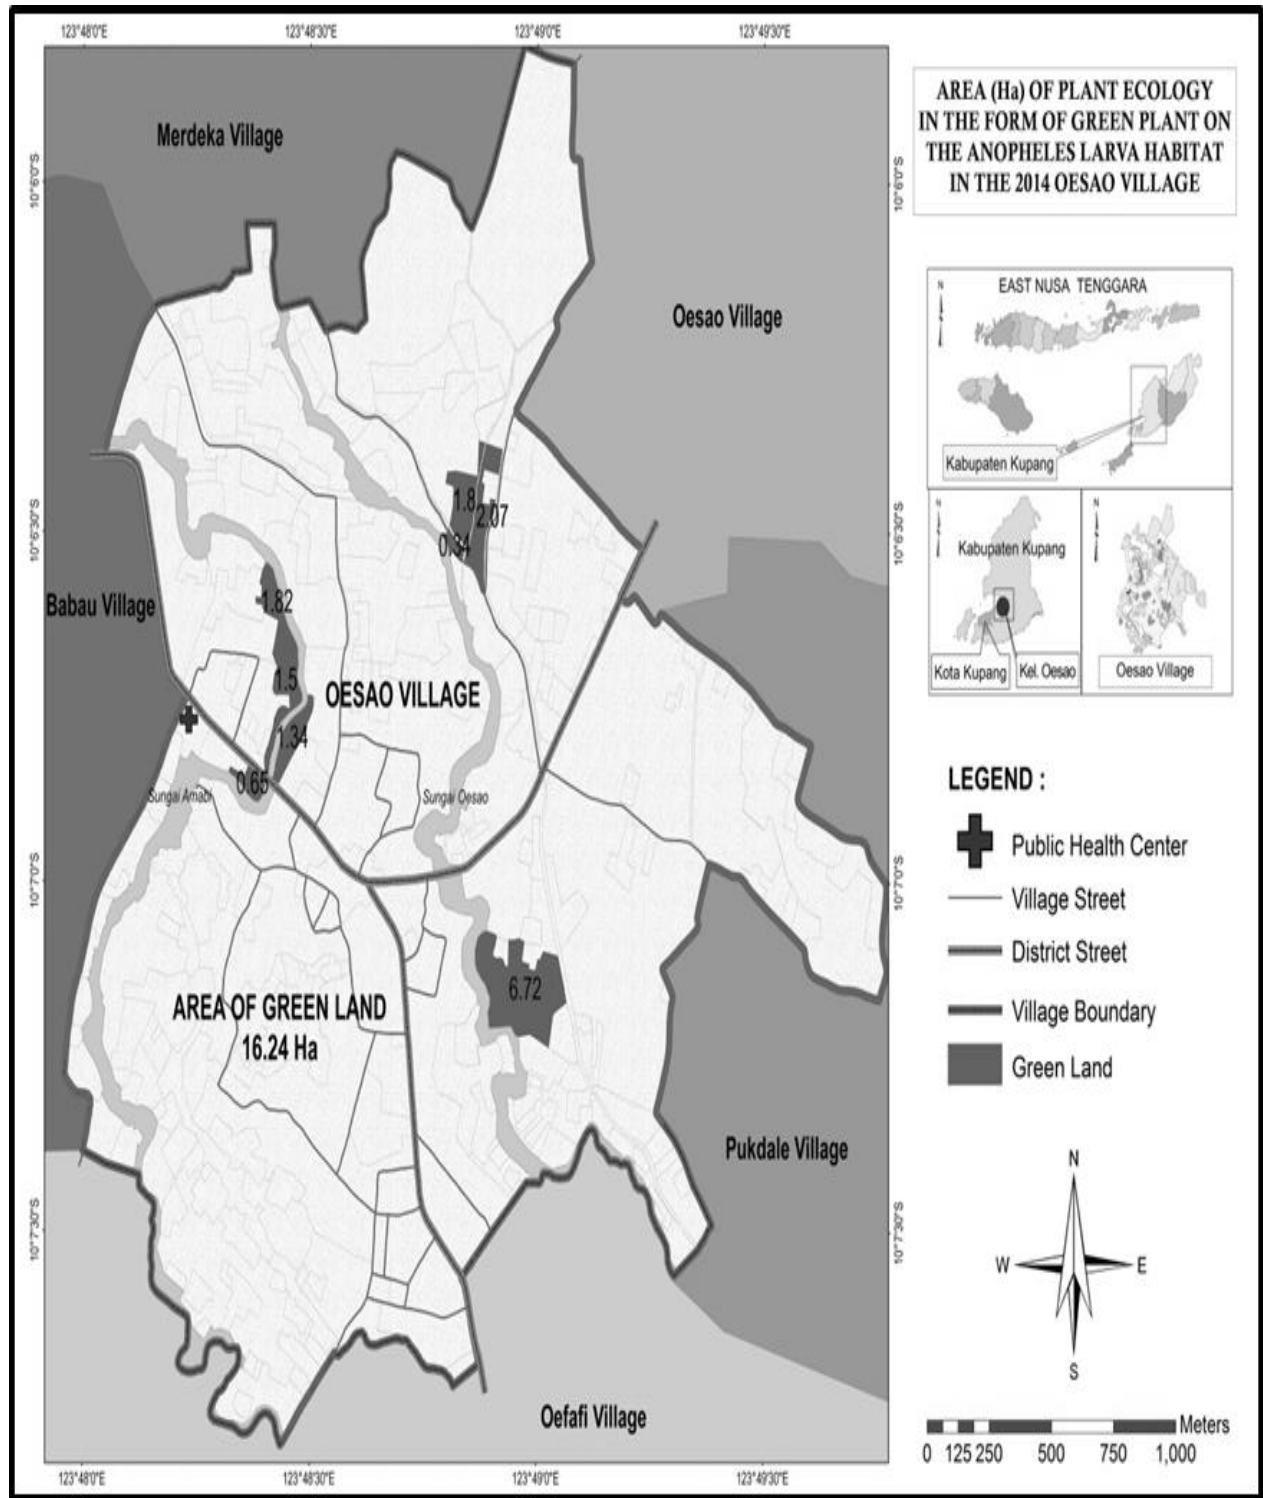 123°48'0"E
123°48'30"E
123°49'0"E
123°49'30"E
AREA (Ha) OF PLANT ECOLOGY
IN THE FORM OF GREEN PLANT ON
THE ANOPHELES LARVA HABITAT
IN THE 2014 OESAO VILLAGE
Merdeka Village
10°6'0"S
10°6'0"S
N
EAST NUSA TENGGARA
Oesao Village
Kabupaten Kupang
1.8
2.07
0.34
10°6'30"S
10°6'30"S
N
N
Kabupaten Kupang
Babau Village
1.82
1.5
OESAO VILLAGE
Kota Kupang
Kel. Oesao
Oesao Village
1.34
0.65
Sungai Amabi
Sungai Oesao
LEGEND :
Public Health Center
Village Street
District Street
Village Boundary
Green Land
10°7'0"S
10°7'0"S
6.72
AREA OF GREEN LAND
16.24 Ha
Pukdale Village
N
W
E
S
10°7'30"S
10°7'30"S
Oefafi Village
Meters
0 125 250 500 750 1,000
123°48'0"E
123°48'30"E
123°49'0"E
123°49'30"E